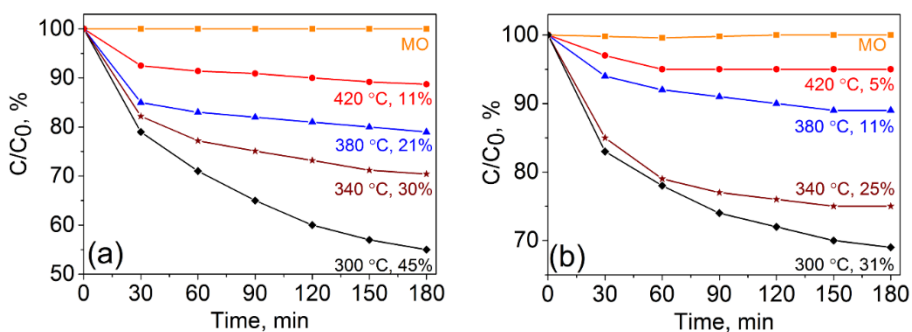 100
90
80
70
60
50
C/C0, %
MO
420 °C, 11%
380 °C, 21%
340 °C, 30%
300 °C, 45%
(a)
0 30 60 90 120 150 180
Time, min
100
90
80
70
C/C0, %
MO
420 °C, 5%
380 °C, 11%
340 °C, 25%
300 °C, 31%
(b)
0 30 60 90 120 150 180
Time, min